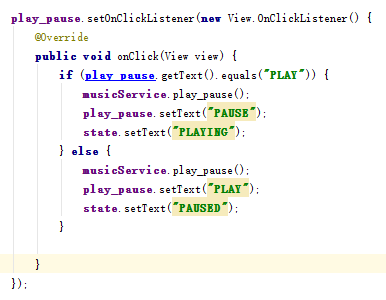 play_pause.setOnClickListener(new View.OnClickListener() {
    @Override
    public void onClick(View view) {
        if (play_pause.getText().equals("PLAY")) {
            musicService.play_pause();
            play_pause.setText("PAUSE");
            state.setText("PLAYING");
        } else {
            musicService.play_pause();
            play_pause.setText("PLAY");
            state.setText("PAUSED");
        }
    }
});